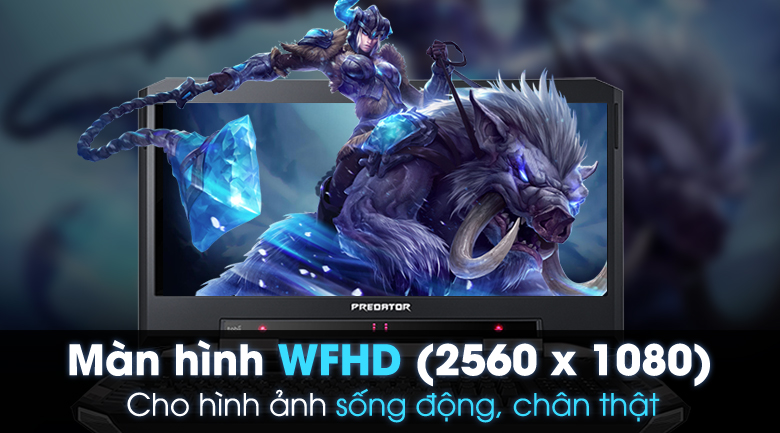 PREDATOR
Màn hình WFHD (2560 x 1080)
Cho hình ảnh sống động, chân thật